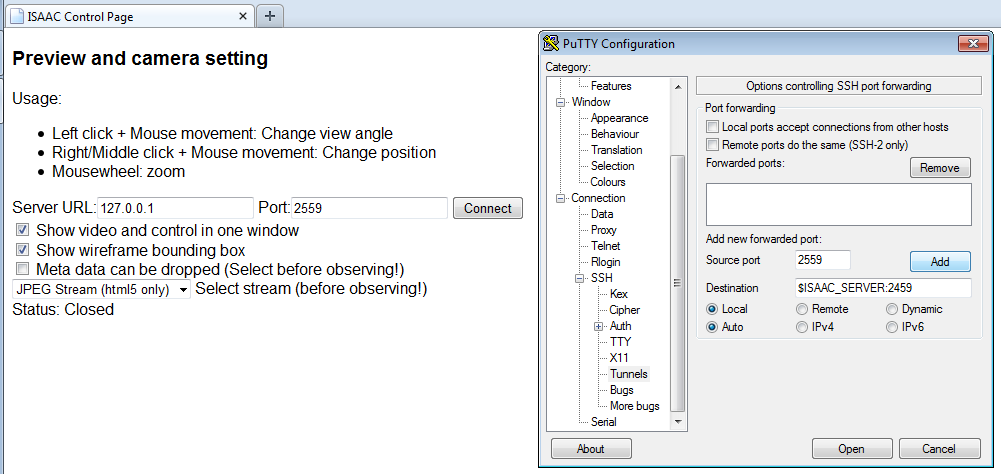 ISAAC Control Page
Preview and camera setting
Usage:
Left click + Mouse movement: Change view angle
Right/Middle click + Mouse movement: Change position
Mousewheel: zoom
Server URL: 127.0.0.1 Port: 2559 Connect
Show video and control in one window
Show wireframe bounding box
Meta data can be dropped (Select before observing!)
JPEG Stream (html5 only) Select stream (before observing!)
Status: Closed
PuTTY Configuration
Category:
Features
Window
Appearance
Behaviour
Translation
Selection
Colours
Connection
Data
Proxy
Telnet
Rlogin
SSH
Kex
Cipher
Auth
TTY
X11
Tunnels
Bugs
More bugs
Serial
Options controlling SSH port forwarding
Port forwarding
Local ports accept connections from other hosts
Remote ports do the same (SSH-2 only)
Forwarded ports: Remove
Add new forwarded port:
Source port 2559 Add
Destination $ISAAC_SERVER:2459
Local Remote Dynamic
Auto IPv4 IPv6
About Open Cancel